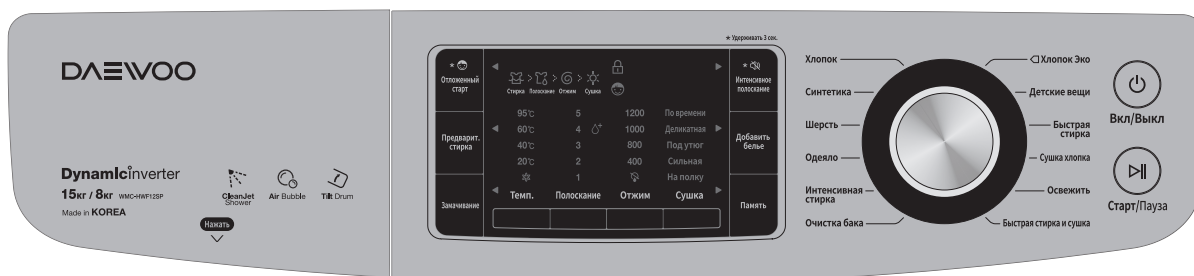 DAEWOO
Dynamicinverter
15кг / 8кг WMC-HWF12SP
Made in KOREA
CleanJet
Shower
Air Bubble
Tilt Drum
Нажать
* Удерживать 3 сек.
*
Отложенный
старт
Предварит.
стирка
Замачивание
Стирка > Полоскание > Отжим > Сушка
95℃ 5 1200 По времени
60℃ 4 + 1000 Деликатная
40℃ 3 800 Под утюг
20℃ 2 400 Сильная
1 На полку
Темп. Полоскание Отжим Сушка
*
Интенсивное
полоскание
Добавить
белье
Память
Хлопок
Синтетика
Шерсть
Одеяло
Интенсивная
стирка
Очистка бака
Хлопок Эко
Детские вещи
Быстрая
стирка
Сушка хлопка
Освежить
Быстрая стирка и сушка
Вкл/Выкл
Старт/Пауза